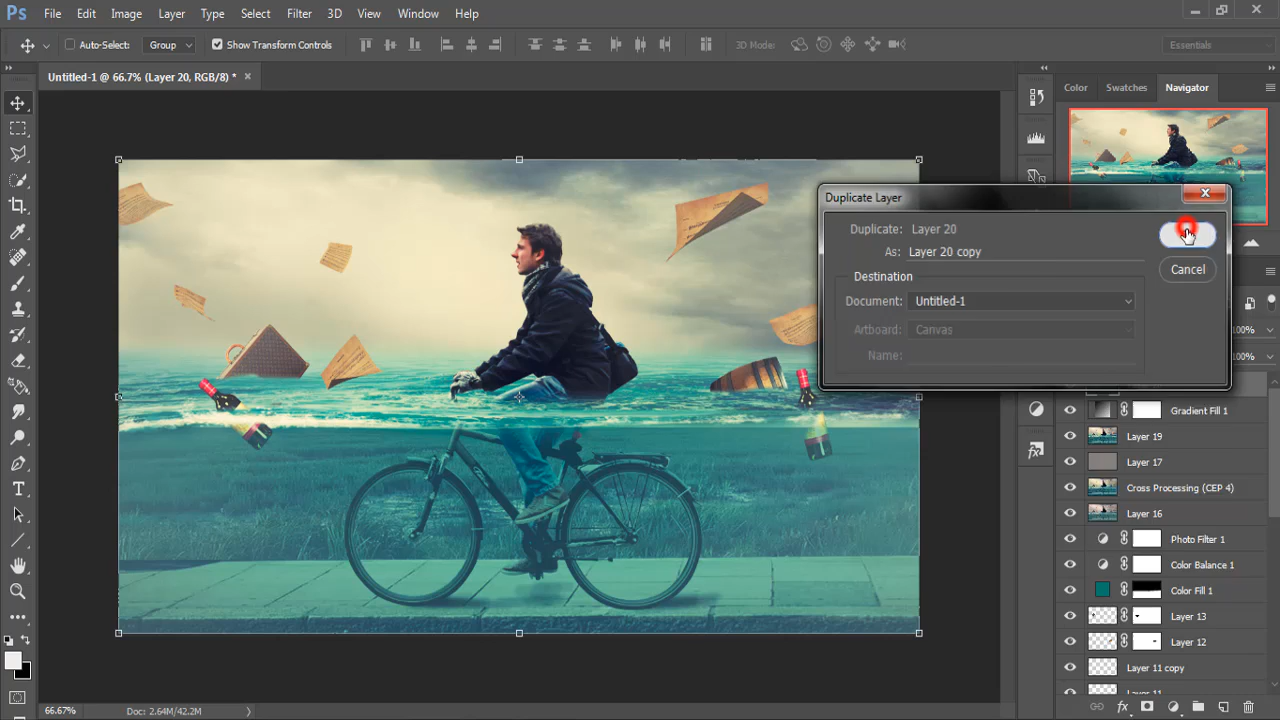 Ps File Edit Image Layer Type Select Filter 3D View Window Help
Auto-Select: Group Show Transform Controls 3D Mode: Essentials
Untitled-1 @ 66.7% (Layer 20, RGB/8) * ×
Color Swatches Navigator
Duplicate Layer
Duplicate: Layer 20
As: Layer 20 copy
Cancel
Destination
Document: Untitled-1
Artboard: Canvas
Name:
100%
100%
Gradient Fill 1
Layer 19
Layer 17
Cross Processing (CEP 4)
Layer 16
Photo Filter 1
Color Balance 1
Color Fill 1
Layer 13
Layer 12
Layer 11 copy
Layer 11
66.67% Doc: 2.64M/42.2M